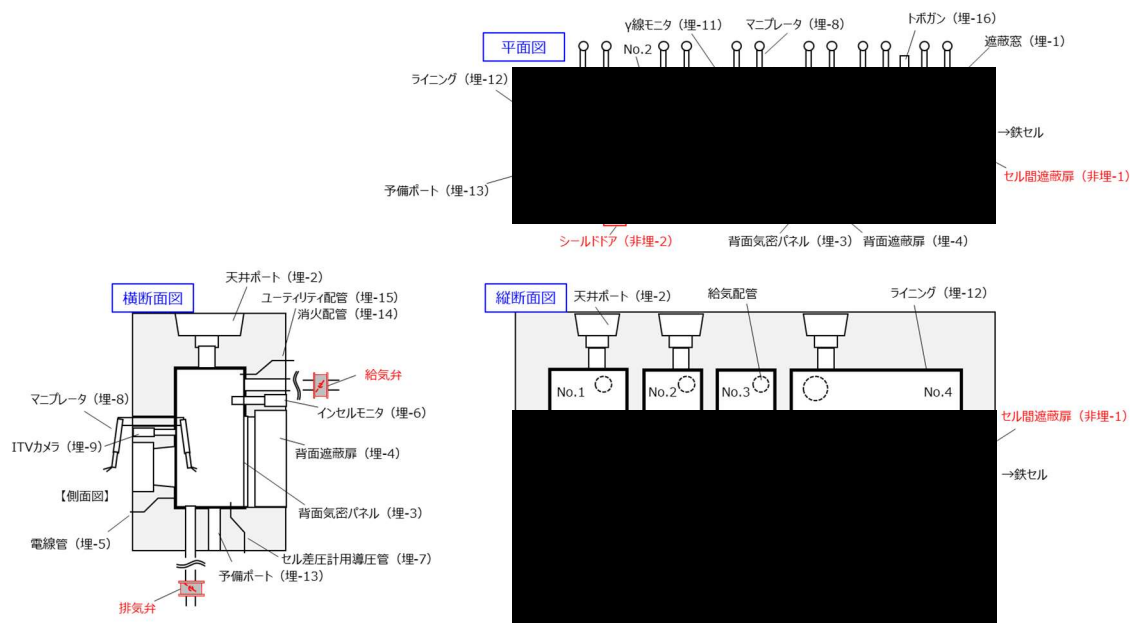 平面図
γ線モニタ（埋-11）
マニプレータ（埋-8）
トボガン（埋-16）
遮蔽窓（埋-1）
No.2
ライニング（埋-12）
→鉄セル
セル間遮蔽扉（非埋-1）
予備ポート（埋-13）
シールドドア（非埋-2）
背面気密パネル（埋-3）
背面遮蔽扉（埋-4）
横断面図
天井ポート（埋-2）
ユーティリティ配管（埋-15）
消火配管（埋-14）
給気弁
マニプレータ（埋-8）
インセルモニタ（埋-6）
ITVカメラ（埋-9）
背面遮蔽扉（埋-4）
【側面図】
背面気密パネル（埋-3）
電線管（埋-5）
セル差圧計用導圧管（埋-7）
予備ポート（埋-13）
排気弁
縦断面図
天井ポート（埋-2）
給気配管
ライニング（埋-12）
No.1
No.2
No.3
No.4
セル間遮蔽扉（非埋-1）
→鉄セル